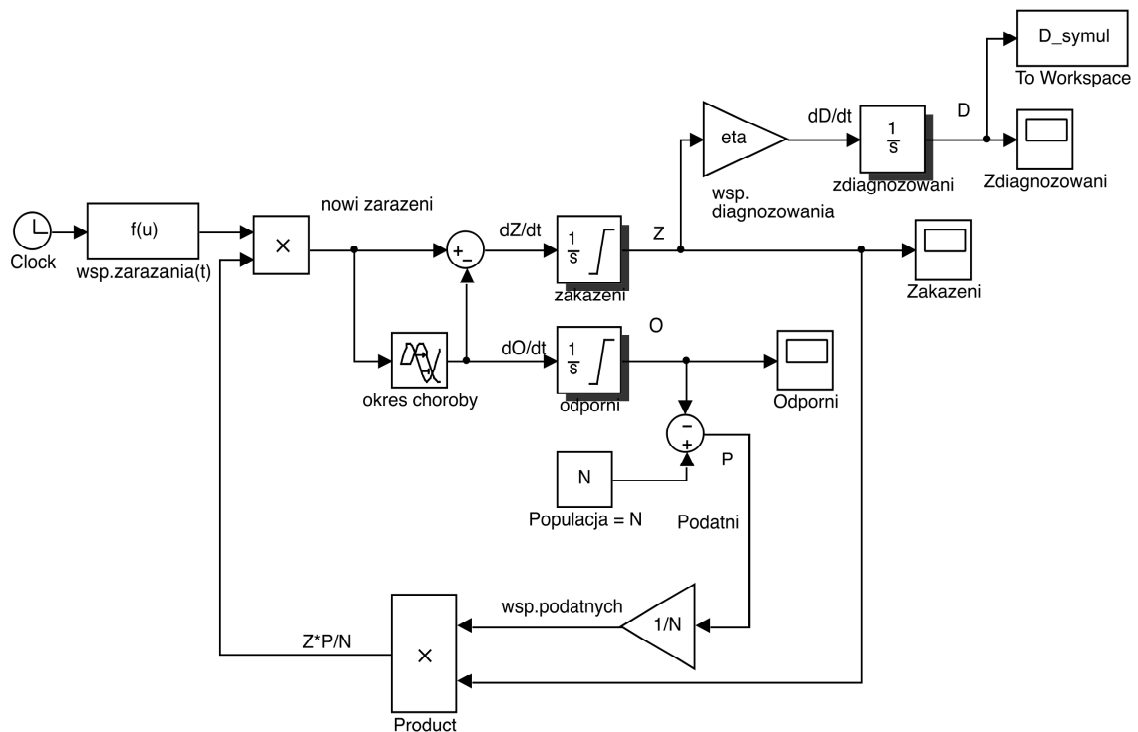 D_symul
To Workspace
dD/dt
D
eta
1
s
zdiagnozowani
Zdiagnozowani
wsp.
diagnozowania
nowi zarazeni
f(u)
Clock
wsp.zarazania(t)
×
+
−
dZ/dt
1
s
zakazeni
Z
Zakazeni
okres choroby
dO/dt
1
s
odporni
O
Odporni
−
+
P
N
Populacja = N
Podatni
wsp.podatnych
1/N
Z*P/N
×
Product